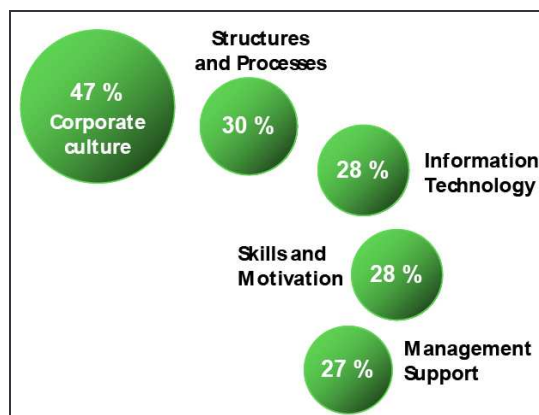 47 %
Corporate
culture
Structures
and Processes
30 %
28 %
Information
Technology
Skills and
Motivation
28 %
27 %
Management
Support